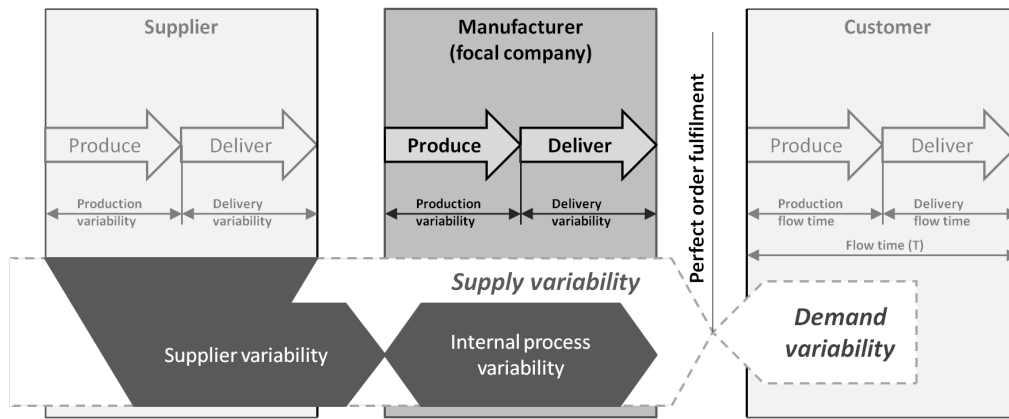 Supplier
Manufacturer
(focal company)
Customer
Produce
Deliver
Produce
Deliver
Produce
Deliver
Production
variability
Delivery
variability
Production
variability
Delivery
variability
Perfect order fulfilment
Production
flow time
Delivery
flow time
Flow time (T)
Supply variability
Supplier variability
Internal process
variability
Demand
variability